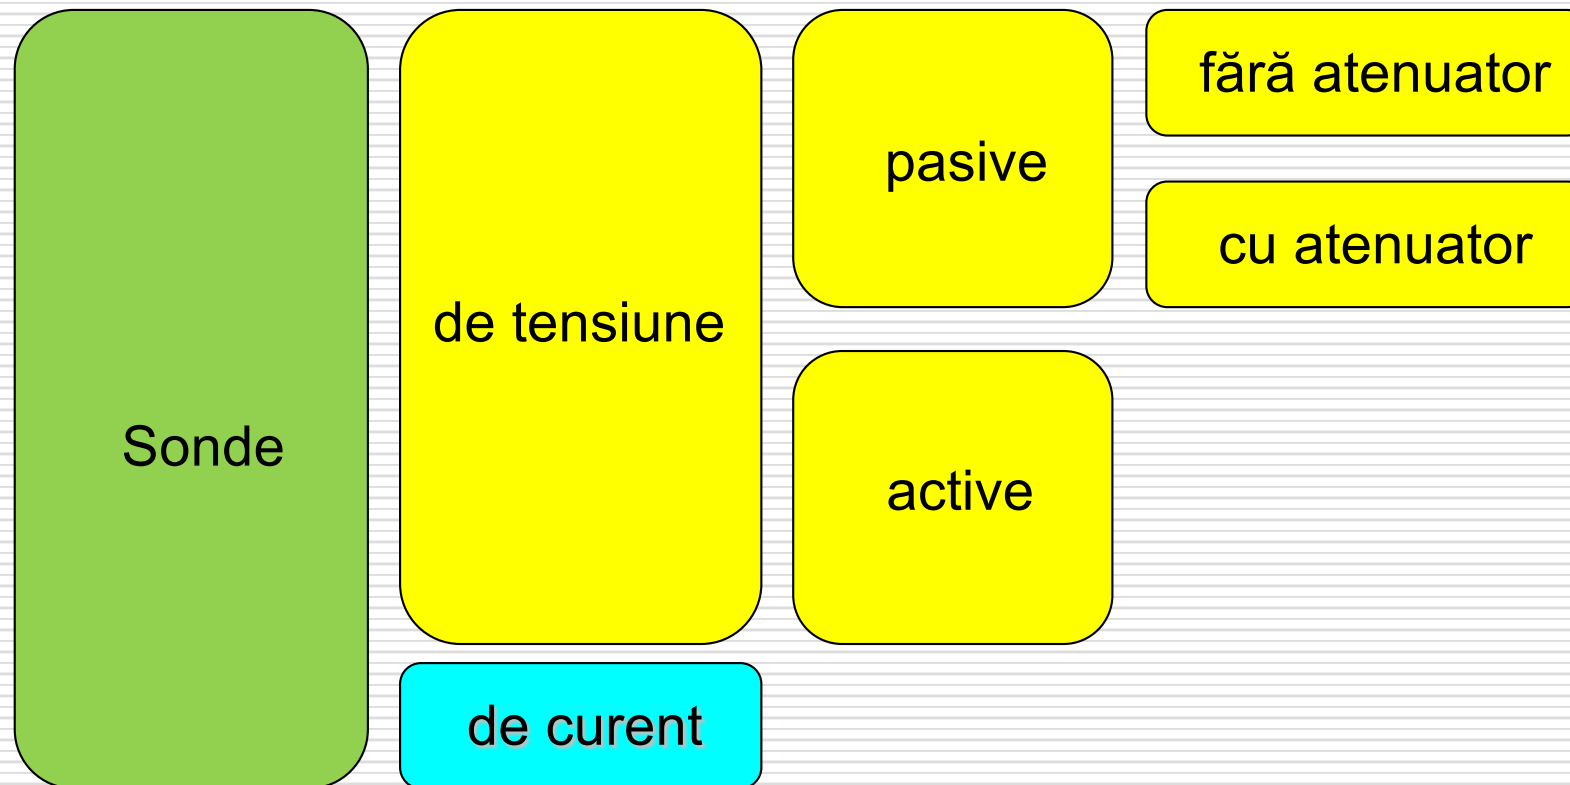 Sonde
de tensiune
de curent
pasive
active
fără atenuator
cu atenuator